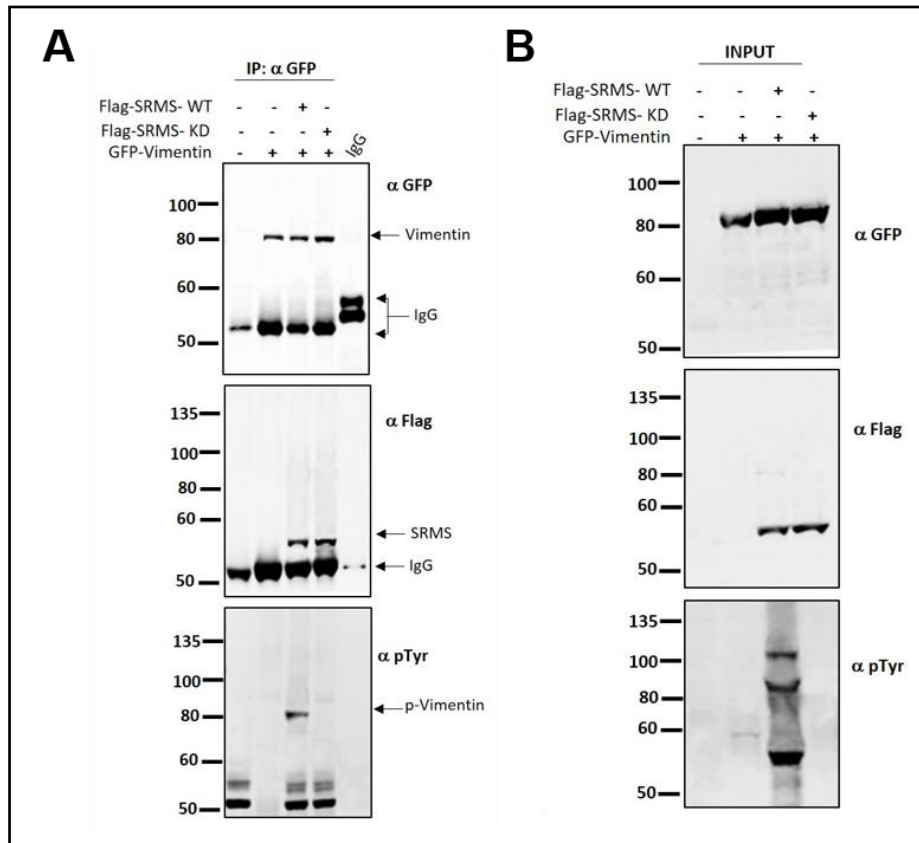 A
IP: α GFP
Flag-SRMS- WT - - + -
Flag-SRMS- KD - - - +
GFP-Vimentin - + + + IgG
α GFP
100
80
60
50
Vimentin
IgG
α Flag
135
100
80
60
50
SRMS
IgG
α pTyr
135
100
80
60
50
p-Vimentin
B
INPUT
Flag-SRMS- WT - - + -
Flag-SRMS- KD - - - +
GFP-Vimentin - + + +
100
80
60
50
α GFP
135
100
80
60
50
α Flag
135
100
80
60
50
α pTyr